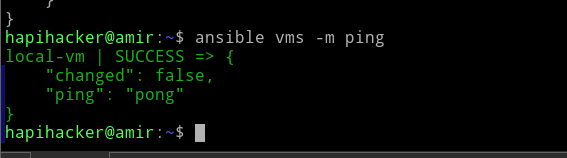 }
}
hapihacker@amir:~$ ansible vms -m ping
local-vm | SUCCESS => {
    "changed": false,
    "ping": "pong"
}
hapihacker@amir:~$